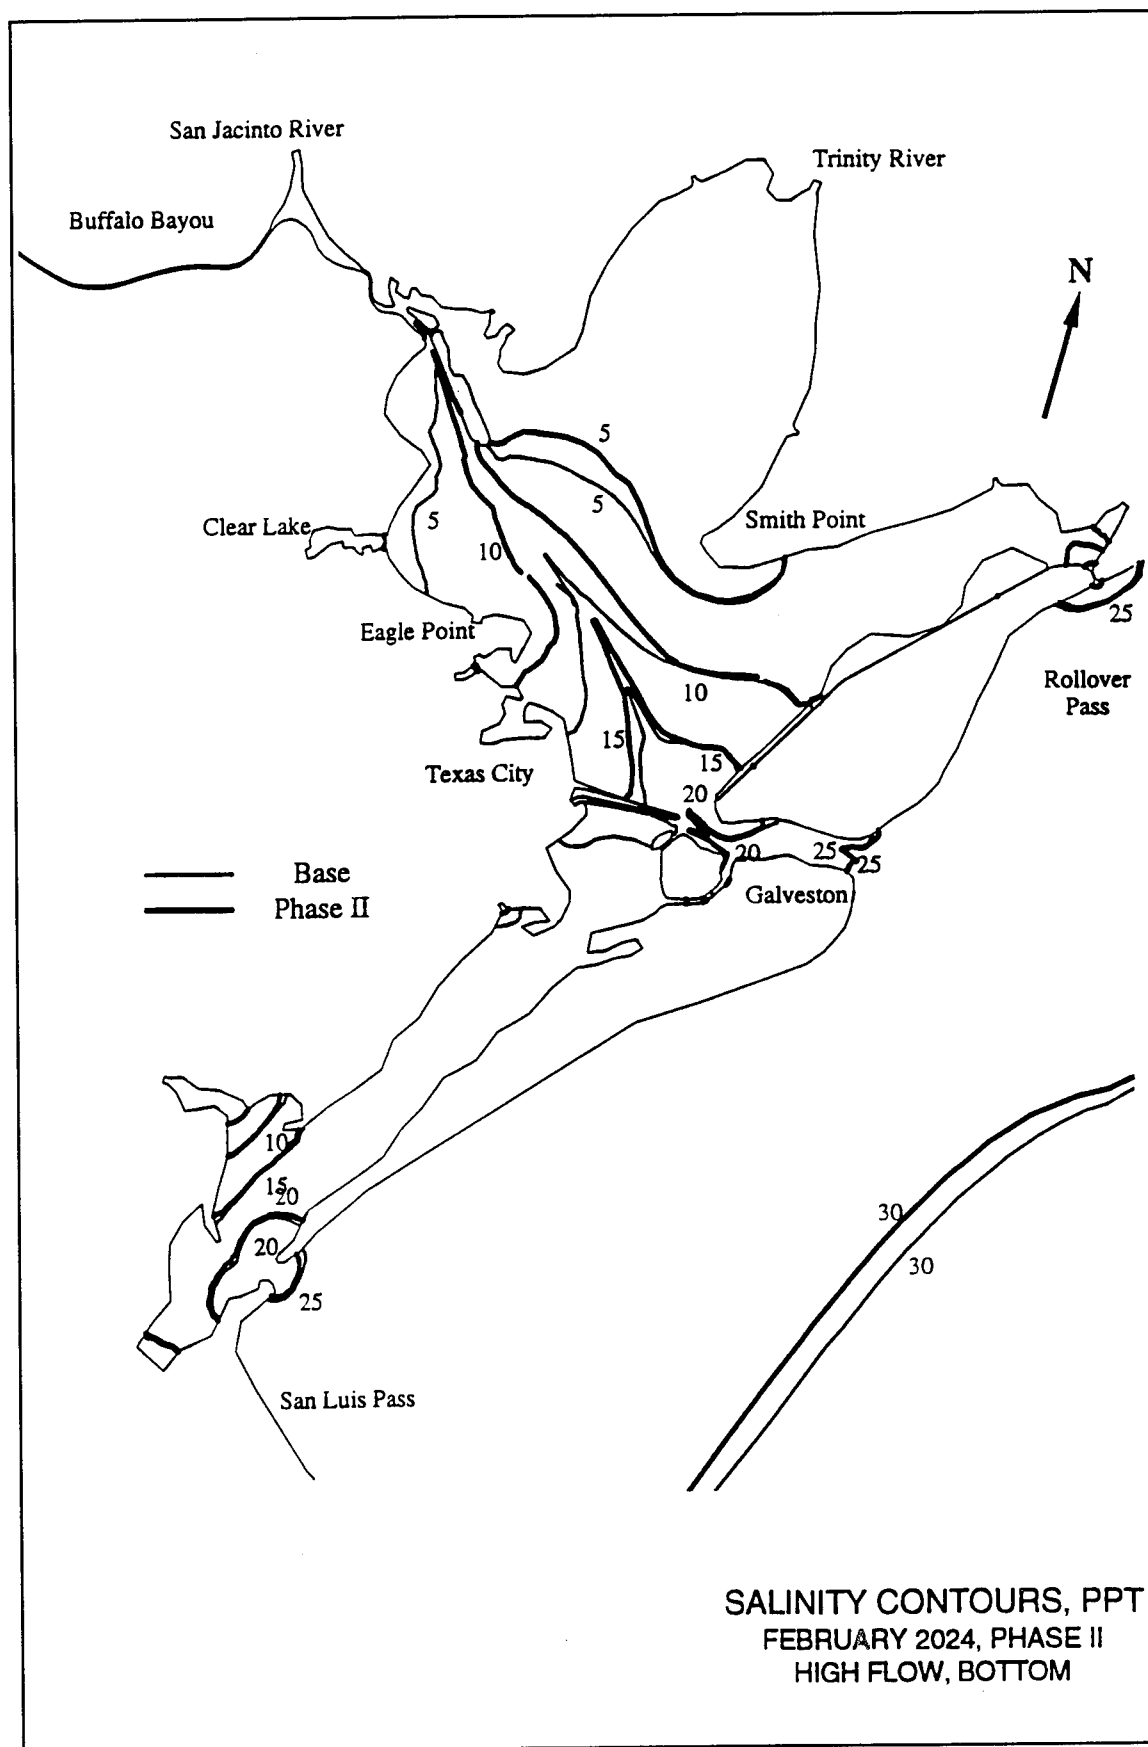 San Jacinto River
Trinity River
Buffalo Bayou
N
5
5
Smith Point
5
Clear Lake
10
25
Eagle Point
Rollover
Pass
10
15
15
Texas City
20
20
25
25
Base
Galveston
Phase II
10
15
20
30
20
30
25
San Luis Pass
SALINITY CONTOURS, PPT
FEBRUARY 2024, PHASE II
HIGH FLOW, BOTTOM